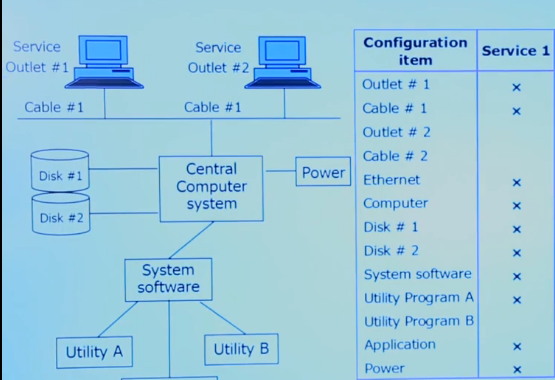 Service
Outlet #1
Service
Outlet #2
Cable #1
Cable #1
Disk #1
Disk #2
Central
Computer
system
Power
System
software
Utility A
Utility B
Configuration
item
Service 1
Outlet # 1 ×
Cable # 1 ×
Outlet # 2
Cable # 2
Ethernet ×
Computer ×
Disk # 1 ×
Disk # 2 ×
System software ×
Utility Program A ×
Utility Program B
Application ×
Power ×